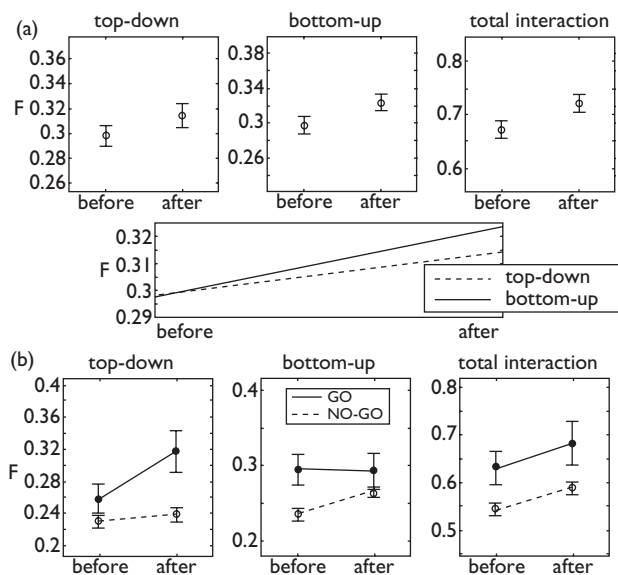 (a)
top-down
bottom-up
total interaction
F
0.36
0.34
0.32
0.3
0.28
0.26
before
after
0.34
0.3
0.26
before
after
0.8
0.7
0.6
before
after
F
0.32
0.31
0.3
0.29
before
after
top-down
bottom-up
(b)
top-down
bottom-up
total interaction
F
0.4
0.36
0.32
0.28
0.24
0.2
before
after
0.4
0.3
0.2
GO
NO-GO
before
after
0.8
0.7
0.6
0.5
before
after